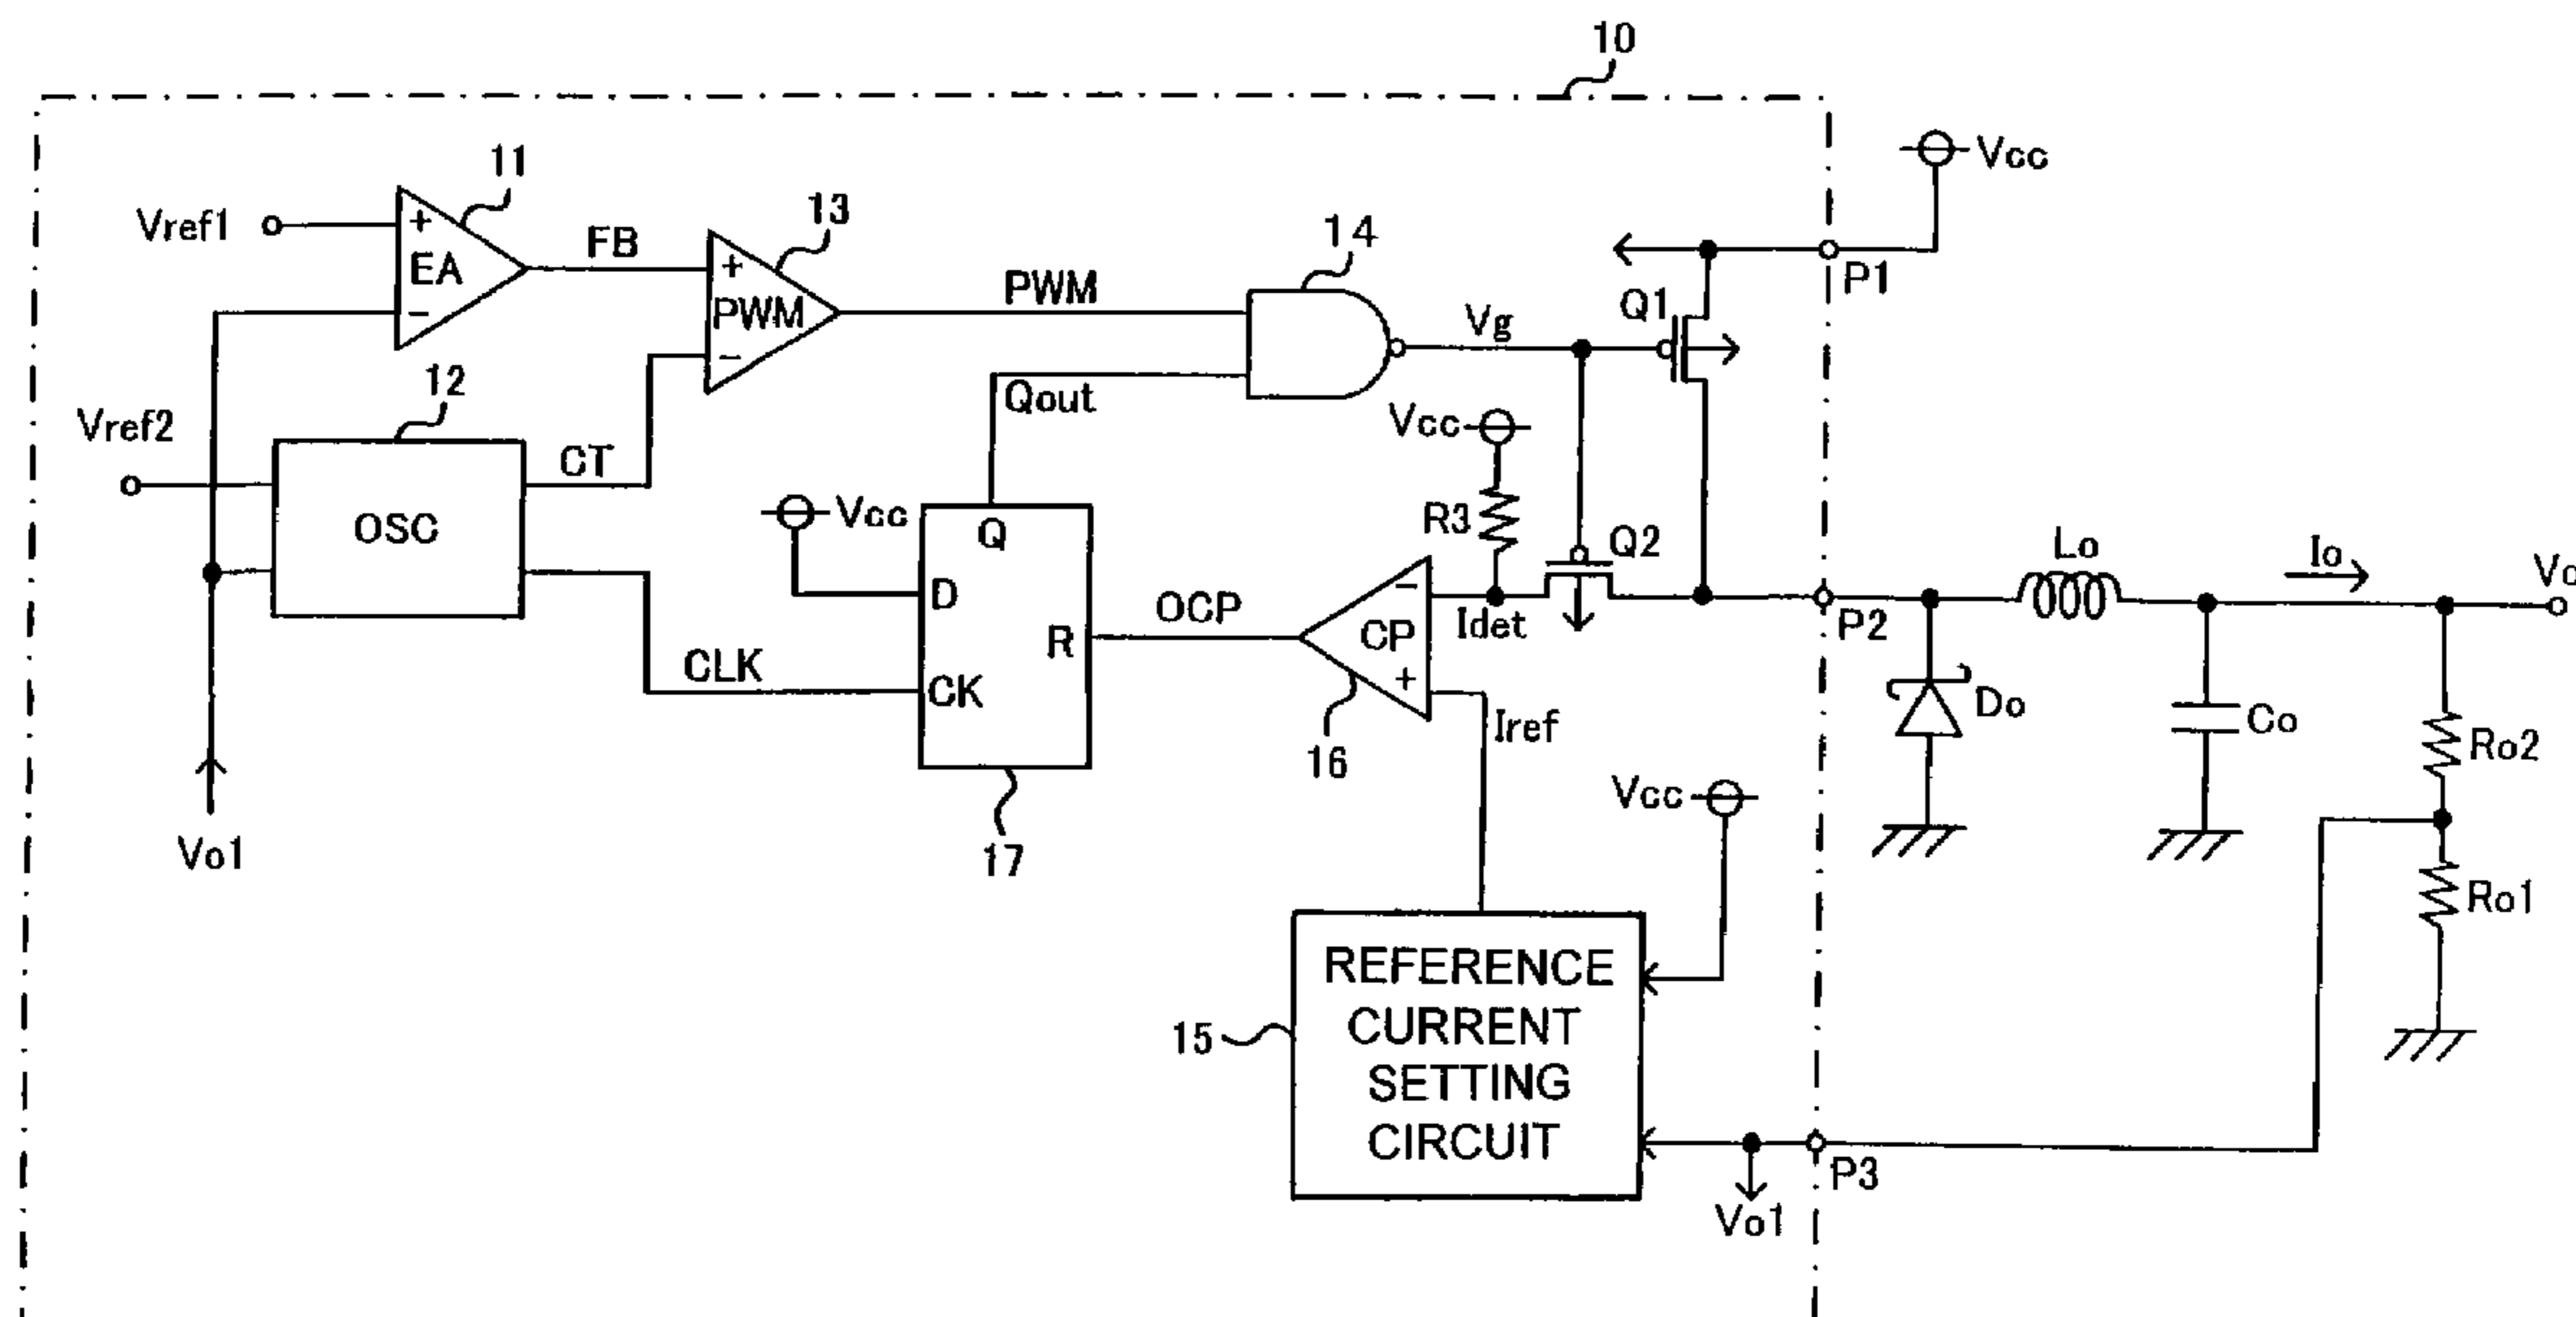 10
11
Vref1
+
EA
-
FB
13
+
PWM
-
PWM
14
Vg
Q1
P1
Vcc
12
Vref2
OSC
CT
CLK
Qout
Vcc
Q
D
CK
R
17
Vo1
OCP
Vcc
R3
Q2
-
CP
+
16
Idet
Iref
P2
Lo
Io
Do
Co
Ro2
Ro1
Vcc
15
REFERENCE
CURRENT
SETTING
CIRCUIT
Vo1
P3